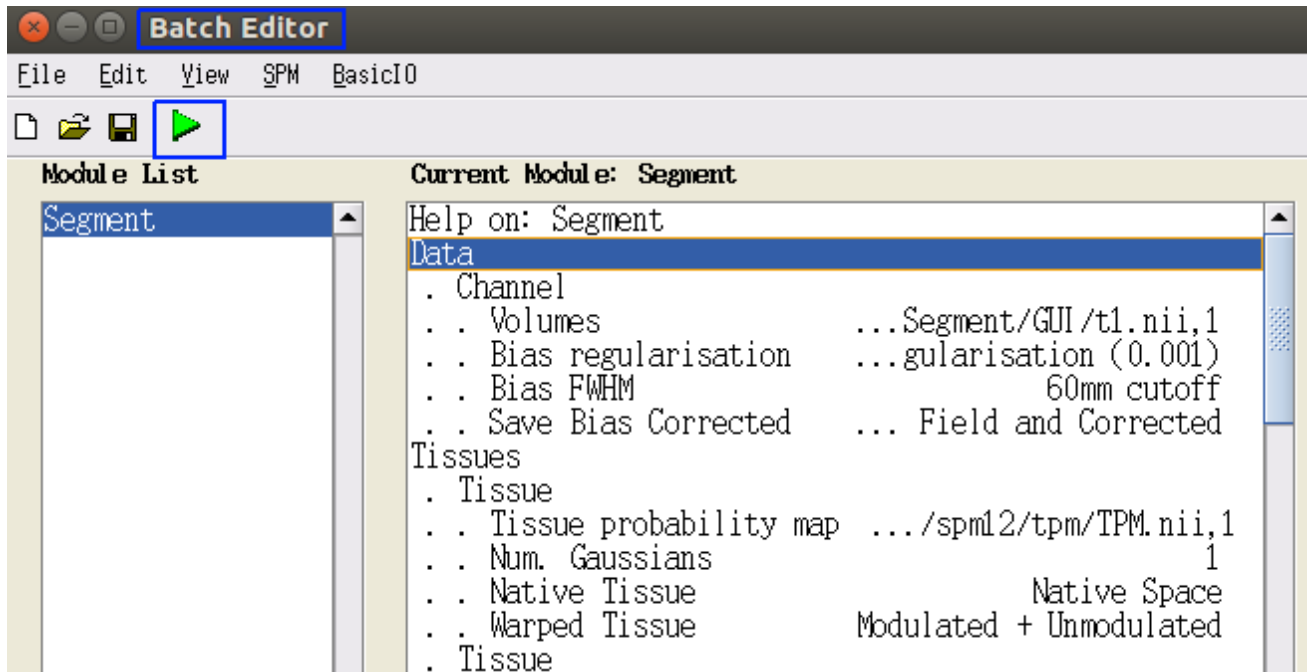 Batch Editor
File Edit View SPM BasicIO
Module List
Segment
Current Module: Segment
Help on: Segment
Data
. Channel
. . Volumes ...Segment/GUI/t1.nii,1
. . Bias regularisation ...gularisation (0.001)
. . Bias FWHM 60mm cutoff
. . Save Bias Corrected ... Field and Corrected
Tissues
. Tissue
. . Tissue probability map .../spm12/tpm/TPM.nii,1
. . Num. Gaussians 1
. . Native Tissue Native Space
. . Warped Tissue Modulated + Unmodulated
. Tissue